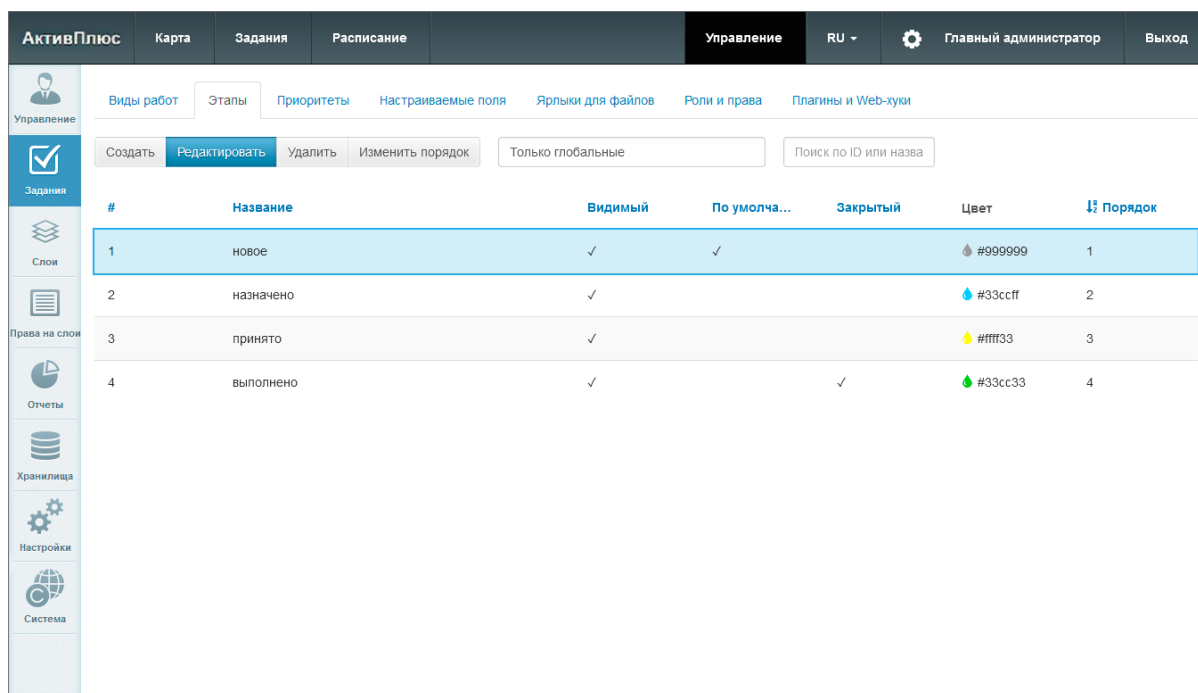 АктивПлюс Карта Задания Расписание Управление RU Главный администратор Выход
Управление
Задания
Слои
Права на слои
Отчеты
Хранилища
Настройки
Система
Виды работ Этапы Приоритеты Настраиваемые поля Ярлыки для файлов Роли и права Плагины и Web-хуки
Создать Редактировать Удалить Изменить порядок Только глобальные Поиск по ID или назва
# Название Видимый По умолча... Закрытый Цвет Порядок
1 новое ✓ ✓ #999999 1
2 назначено ✓ #33ccff 2
3 принято ✓ #ffff33 3
4 выполнено ✓ ✓ #33cc33 4